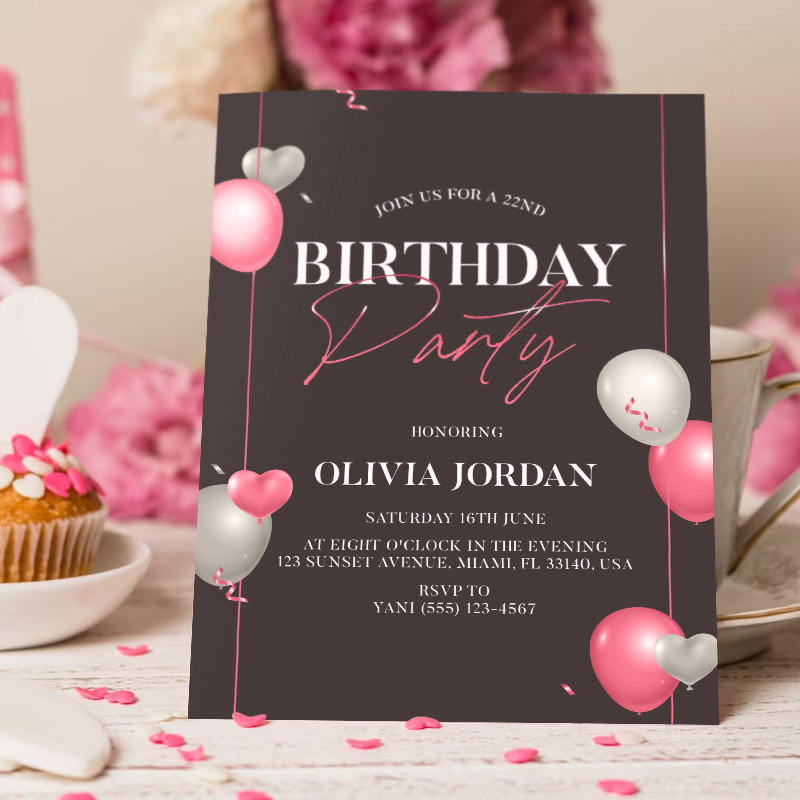 JOIN US FOR A 22ND
BIRTHDAY
Party
HONORING
OLIVIA JORDAN
SATURDAY 16TH JUNE
AT EIGHT O'CLOCK IN THE EVENING
123 SUNSET AVENUE, MIAMI, FL 33140, USA
RSVP TO
YANI (555) 123-4567